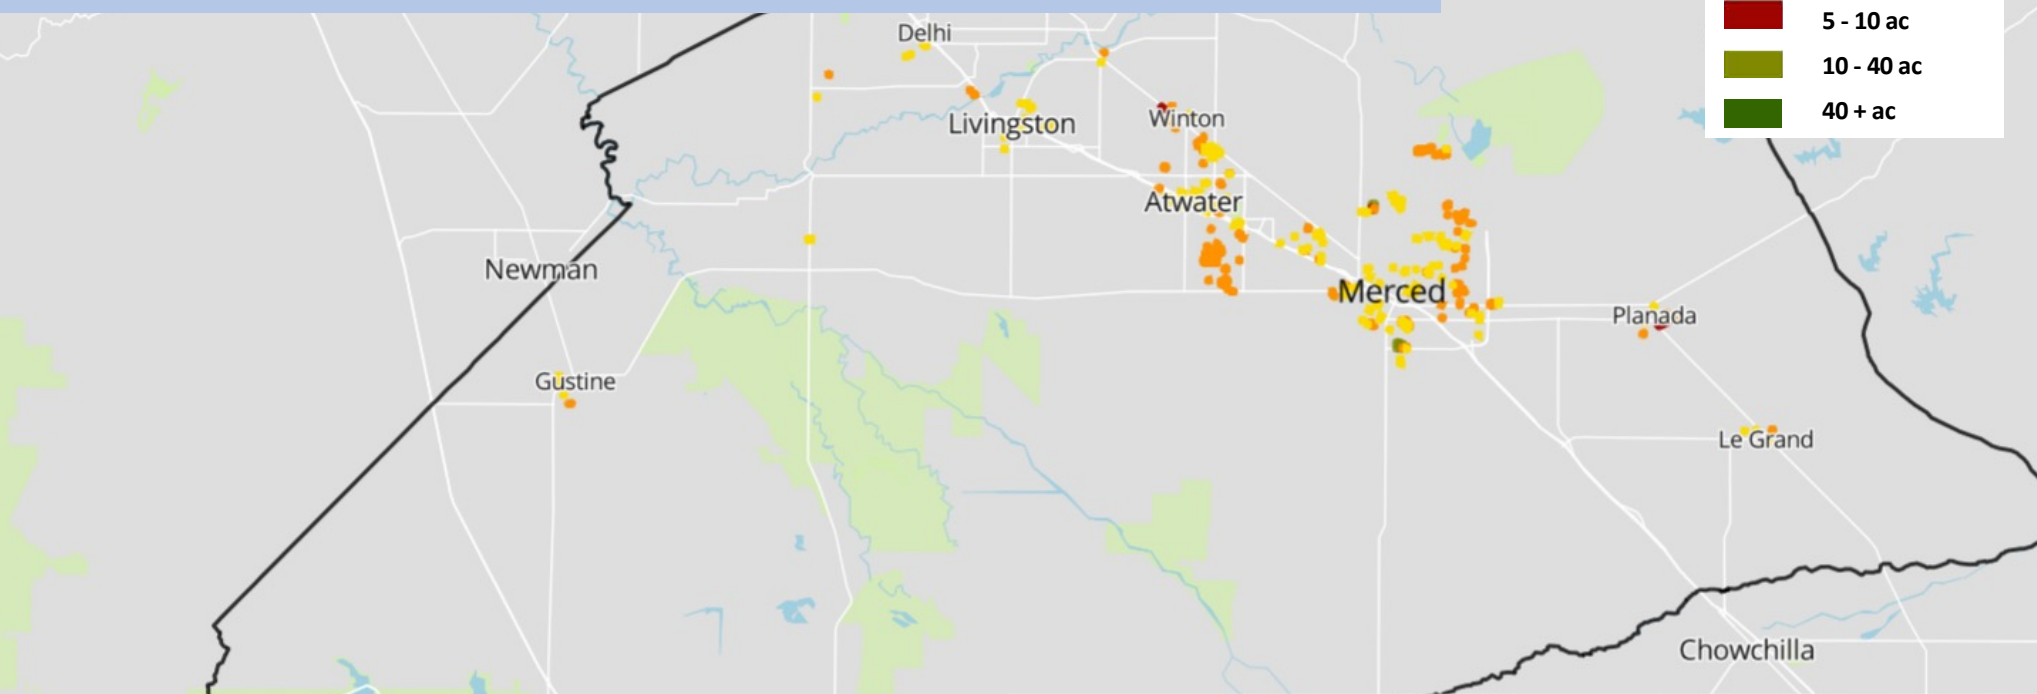 5 - 10 ac
10 - 40 ac
40 + ac
Delhi
Livingston
Winton
Atwater
Newman
Merced
Planada
Gustine
Le Grand
Chowchilla